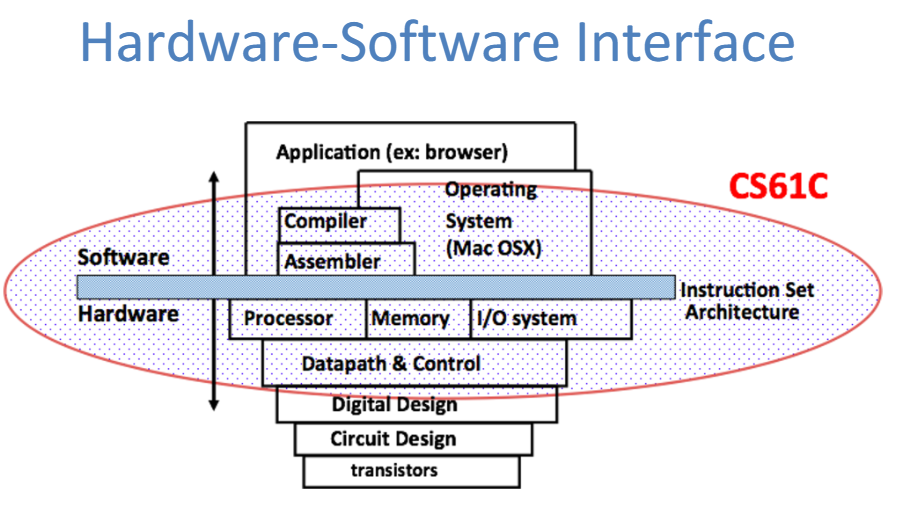 Hardware-Software Interface
Application (ex: browser)
Operating
System
(Mac OSX)
CS61C
Compiler
Assembler
Software
Hardware
Instruction Set
Architecture
Processor
Memory
I/O system
Datapath & Control
Digital Design
Circuit Design
transistors